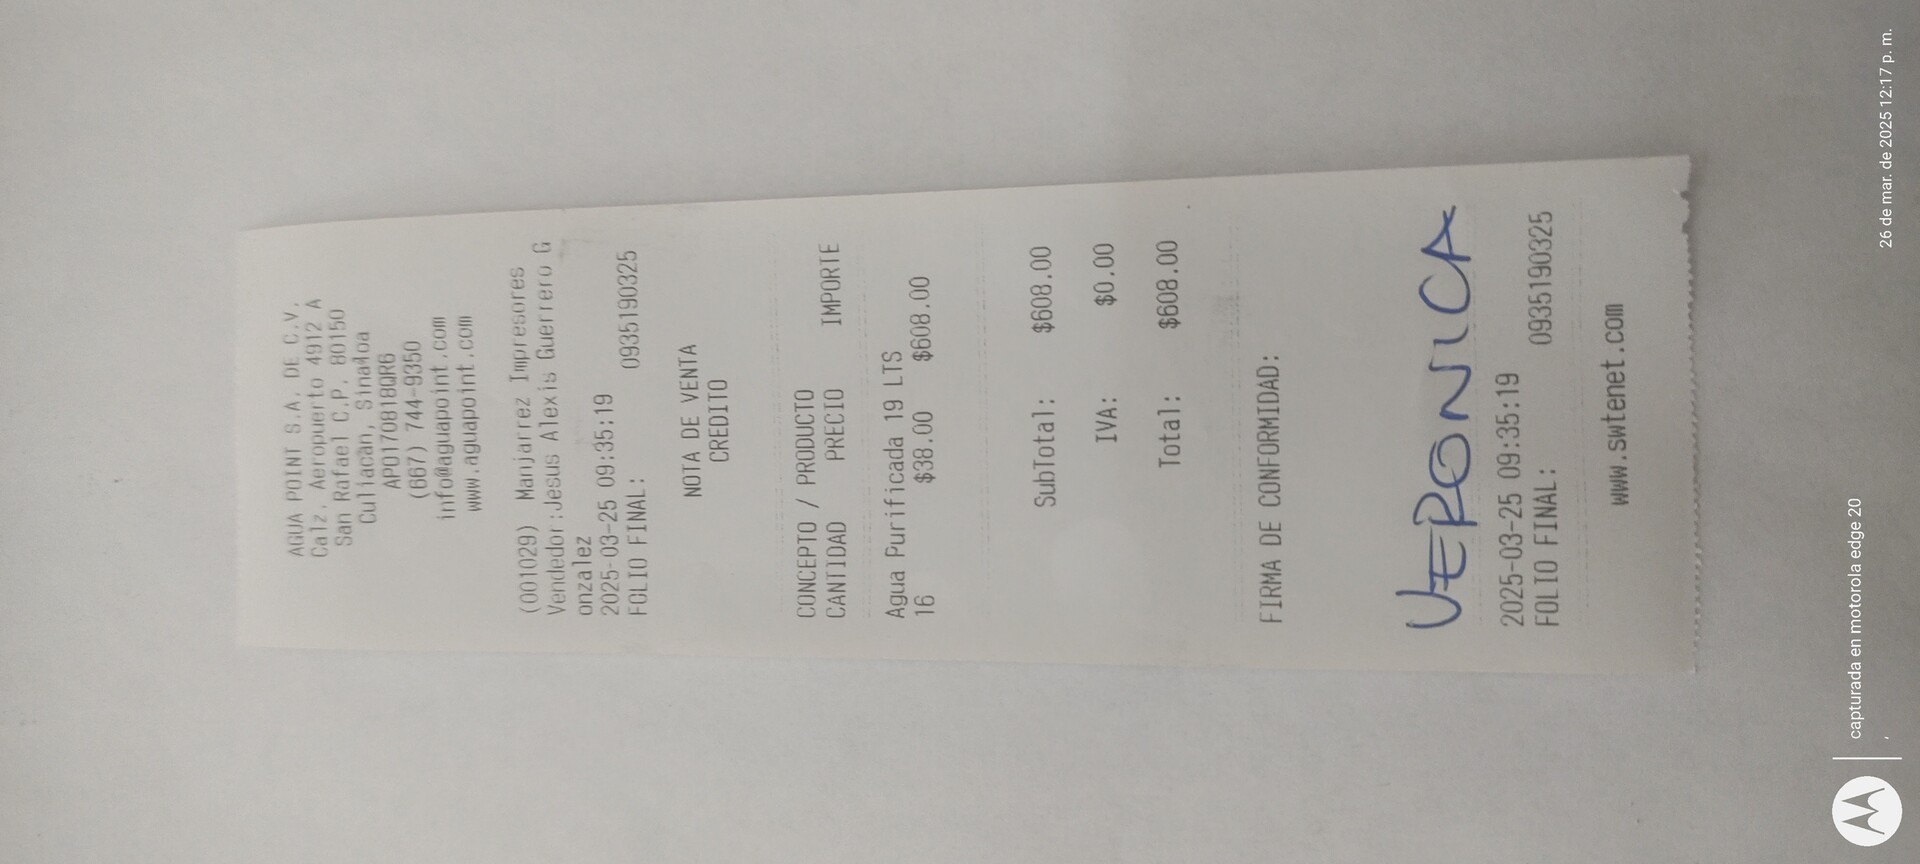 AGUA POINT S.A. DE C.V.
Calz. Aeropuerto 4912 A
San Rafael C.P. 80150
Culiacán, Sinaloa
APO170818QR6
(667) 744-9350
info@aguapoint.com
www.aguapoint.com
(001029) Manjarrez Impresores
Vendedor:Jesus Alexis Guerrero G
onzalez
2025-03-25 09:35:19
FOLIO FINAL: 0935190325
NOTA DE VENTA
CREDITO
CONCEPTO / PRODUCTO
CANTIDAD PRECIO IMPORTE
Agua Purificada 19 LTS
16 $38.00 $608.00
SubTotal: $608.00
IVA: $0.00
Total: $608.00
FIRMA DE CONFORMIDAD:
VERONICA
2025-03-25 09:35:19
FOLIO FINAL: 0935190325
www.swtenet.com
capturada en motorola edge 20
,
26 de mar. de 2025 12:17 p. m.